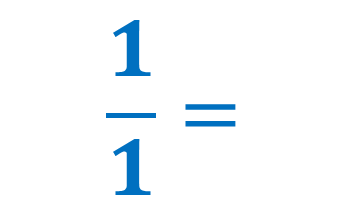 1
─ =
1